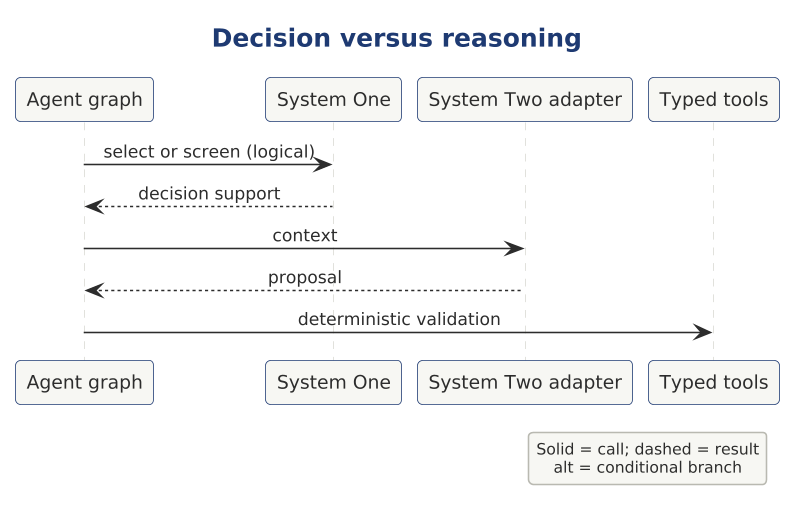 Decision versus reasoning
Agent graph
System One
System Two adapter
Typed tools
select or screen (logical)
decision support
context
proposal
deterministic validation
Agent graph
System One
System Two adapter
Typed tools
Solid = call; dashed = result
alt = conditional branch